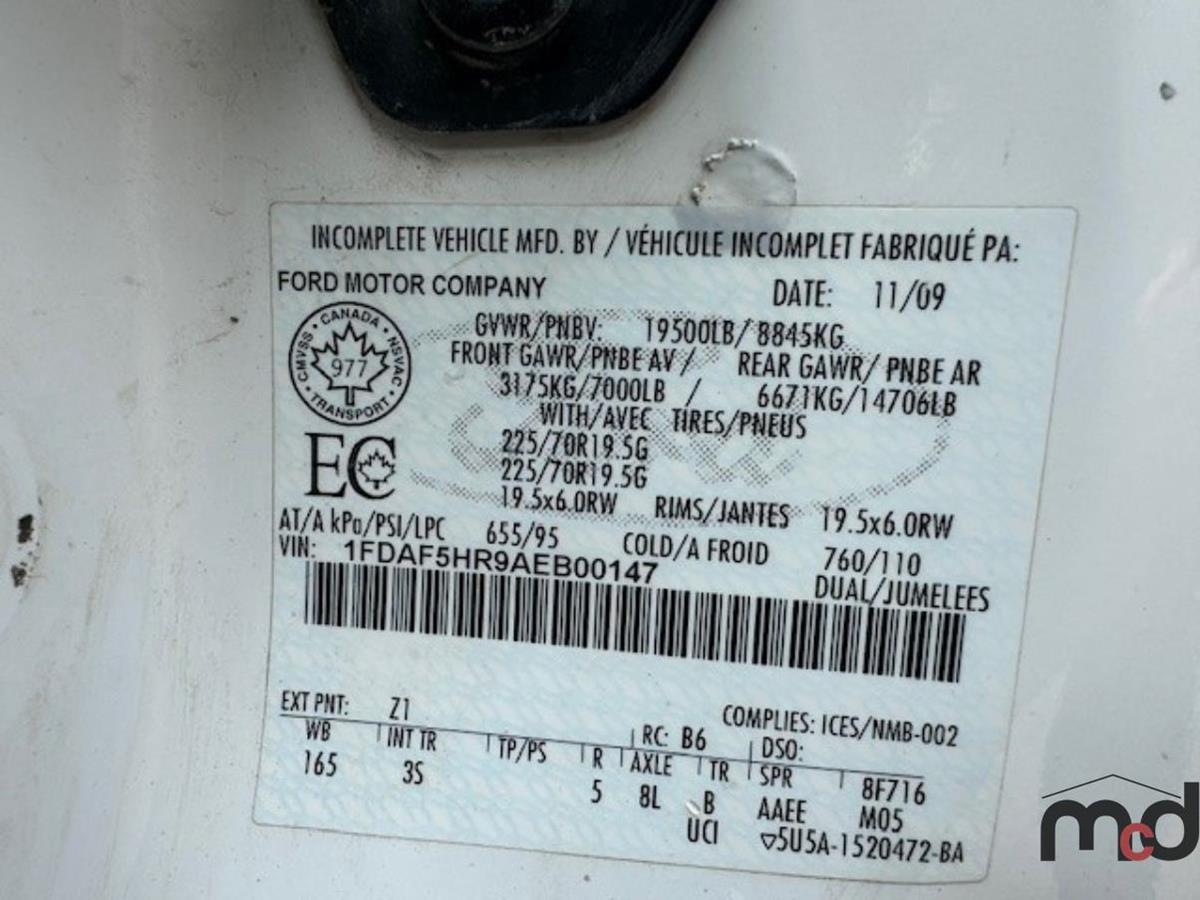 INCOMPLETE VEHICLE MFD. BY / VÉHICULE INCOMPLET FABRIQUÉ PA:
FORD MOTOR COMPANY DATE: 11/09
GVWR/PNBV: 19500LB/ 8845KG
FRONT GAWR/PNBE AV / REAR GAWR/ PNBE AR
3175KG/7000LB / 6671KG/14706LB
WITH/AVEC TIRES/PNEUS
225/70R19.5G
225/70R19.5G
19.5x6.0RW RIMS/JANTES 19.5x6.0RW
AT/A kPa/PSI/LPC 655/95 COLD/A FROID 760/110
VIN: 1FDAF5HR9AEB00147 DUAL/JUMELEES
CANADA
CMVSS NSVAC
977
TRANSPORT
EC
EXT PNT: Z1 COMPLIES: ICES/NMB-002
RC: B6 DSO:
WB INT TR TP/PS R AXLE TR SPR 8F716
165 3S 5 8L B AAEE M05
UCI ▽5U5A-1520472-BA
mcd